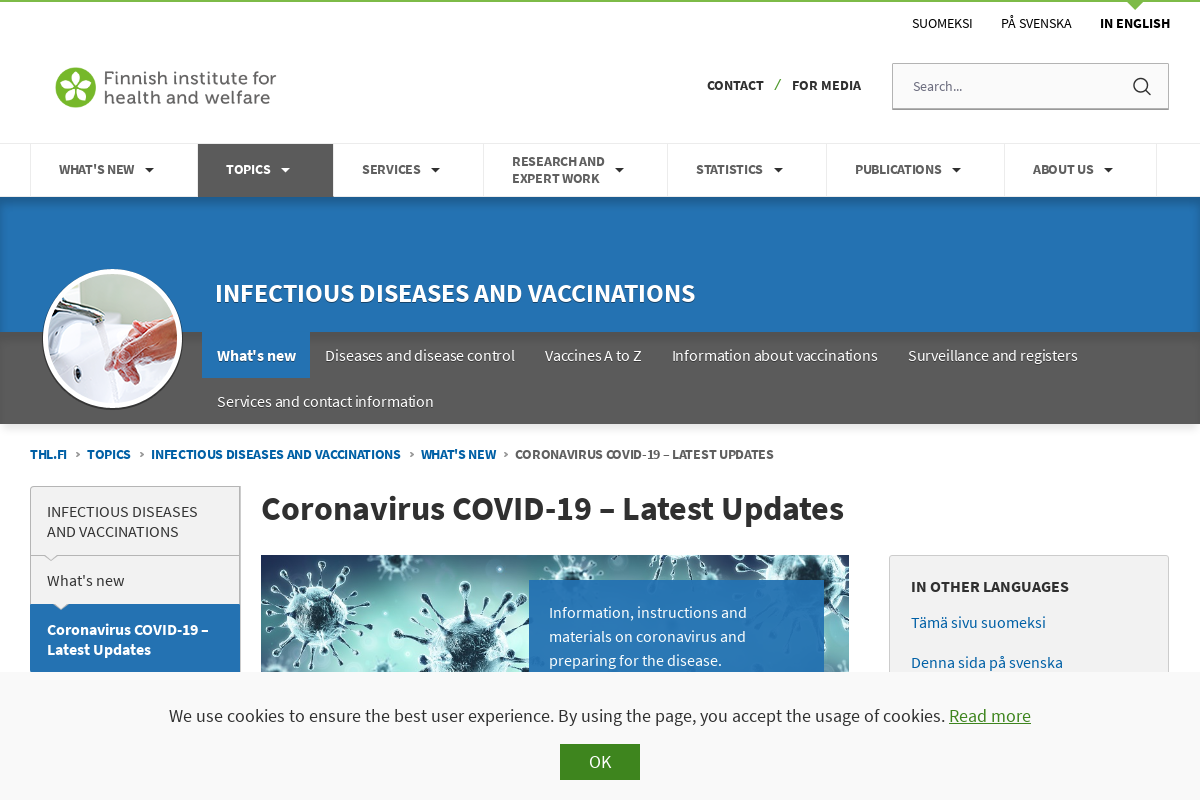 SUOMEKSI PÅ SVENSKA IN ENGLISH
Finnish institute for
health and welfare
CONTACT / FOR MEDIA
Search...
WHAT'S NEW
TOPICS
SERVICES
RESEARCH AND
EXPERT WORK
STATISTICS
PUBLICATIONS
ABOUT US
INFECTIOUS DISEASES AND VACCINATIONS
What's new Diseases and disease control Vaccines A to Z Information about vaccinations Surveillance and registers
Services and contact information
THL.FI > TOPICS > INFECTIOUS DISEASES AND VACCINATIONS > WHAT'S NEW > CORONAVIRUS COVID-19 – LATEST UPDATES
INFECTIOUS DISEASES
AND VACCINATIONS
What's new
Coronavirus COVID-19 –
Latest Updates
Coronavirus COVID-19 – Latest Updates
Information, instructions and
materials on coronavirus and
preparing for the disease.
IN OTHER LANGUAGES
Tämä sivu suomeksi
Denna sida på svenska
We use cookies to ensure the best user experience. By using the page, you accept the usage of cookies. Read more
OK